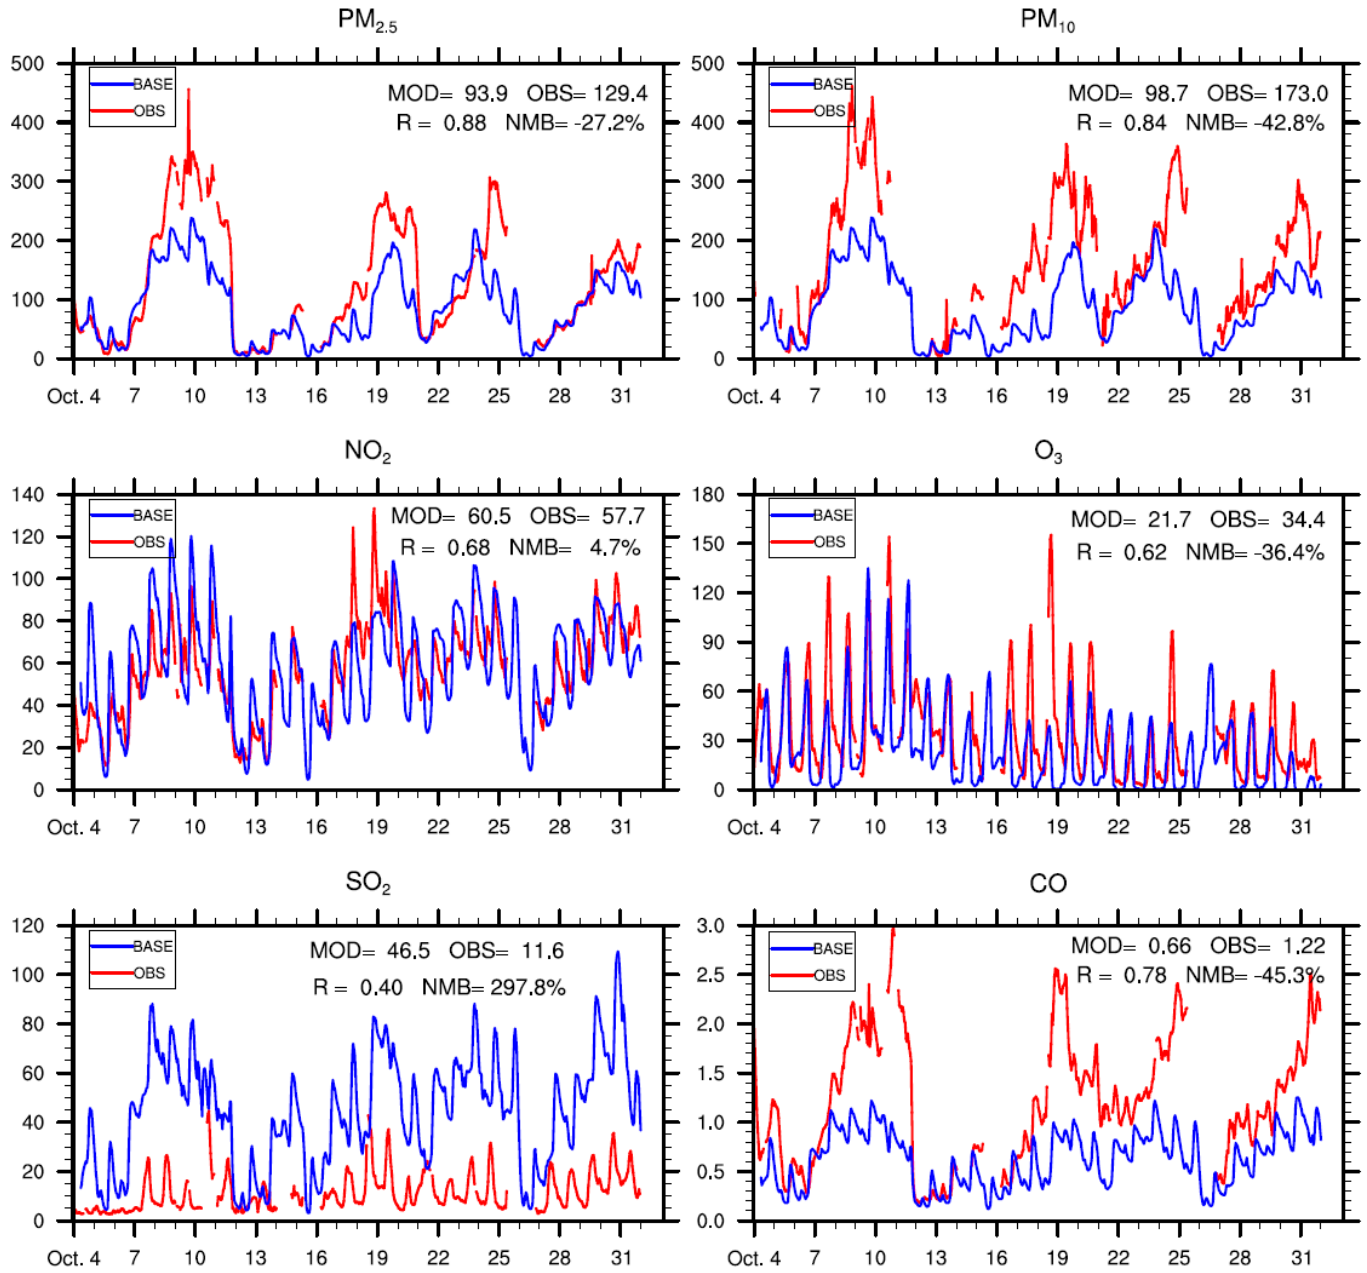 PM2.5
500
400
300
200
100
0
BASE
OBS
MOD= 93.9 OBS= 129.4
R = 0.88 NMB= -27.2%
Oct. 4 7 10 13 16 19 22 25 28 31
PM10
500
400
300
200
100
0
BASE
OBS
MOD= 98.7 OBS= 173.0
R = 0.84 NMB= -42.8%
Oct. 4 7 10 13 16 19 22 25 28 31
NO2
140
120
100
80
60
40
20
0
BASE
OBS
MOD= 60.5 OBS= 57.7
R = 0.68 NMB= 4.7%
Oct. 4 7 10 13 16 19 22 25 28 31
O3
180
150
120
90
60
30
0
BASE
OBS
MOD= 21.7 OBS= 34.4
R = 0.62 NMB= -36.4%
Oct. 4 7 10 13 16 19 22 25 28 31
SO2
120
100
80
60
40
20
0
BASE
OBS
MOD= 46.5 OBS= 11.6
R = 0.40 NMB= 297.8%
Oct. 4 7 10 13 16 19 22 25 28 31
CO
3.0
2.5
2.0
1.5
1.0
0.5
0.0
BASE
OBS
MOD= 0.66 OBS= 1.22
R = 0.78 NMB= -45.3%
Oct. 4 7 10 13 16 19 22 25 28 31